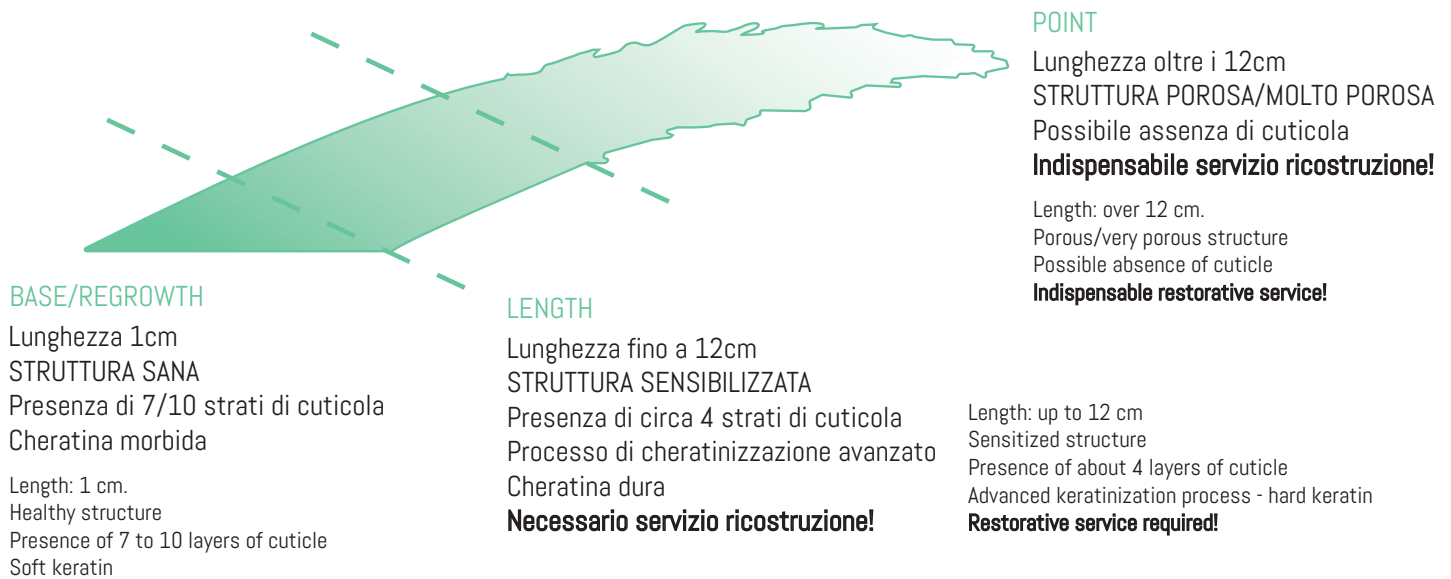 BASE/REGROWTH
Lunghezza 1cm
STRUTTURA SANA
Presenza di 7/10 strati di cuticola
Cheratina morbida
Length: 1 cm.
Healthy structure
Presence of 7 to 10 layers of cuticle
Soft keratin
LENGTH
Lunghezza fino a 12cm
STRUTTURA SENSIBILIZZATA
Presenza di circa 4 strati di cuticola
Processo di cheratinizzazione avanzato
Cheratina dura
Necessario servizio ricostruzione!
Length: up to 12 cm
Sensitized structure
Presence of about 4 layers of cuticle
Advanced keratinization process - hard keratin
Restorative service required!
POINT
Lunghezza oltre i 12cm
STRUTTURA POROSA/MOLTO POROSA
Possibile assenza di cuticola
Indispensabile servizio ricostruzione!
Length: over 12 cm.
Porous/very porous structure
Possible absence of cuticle
Indispensable restorative service!